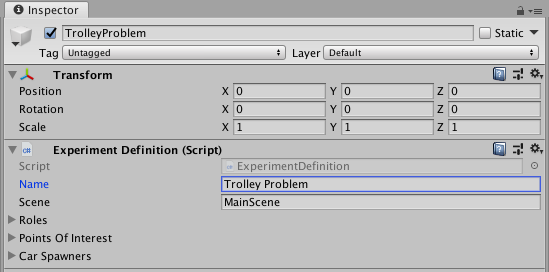 Inspector
TrolleyProblem Static
Tag Untagged Layer Default
Transform
Position X 0 Y 0 Z 0
Rotation X 0 Y 0 Z 0
Scale X 1 Y 1 Z 1
C# Experiment Definition (Script)
Script ExperimentDefinition
Name Trolley Problem
Scene MainScene
Roles
Points Of Interest
Car Spawners